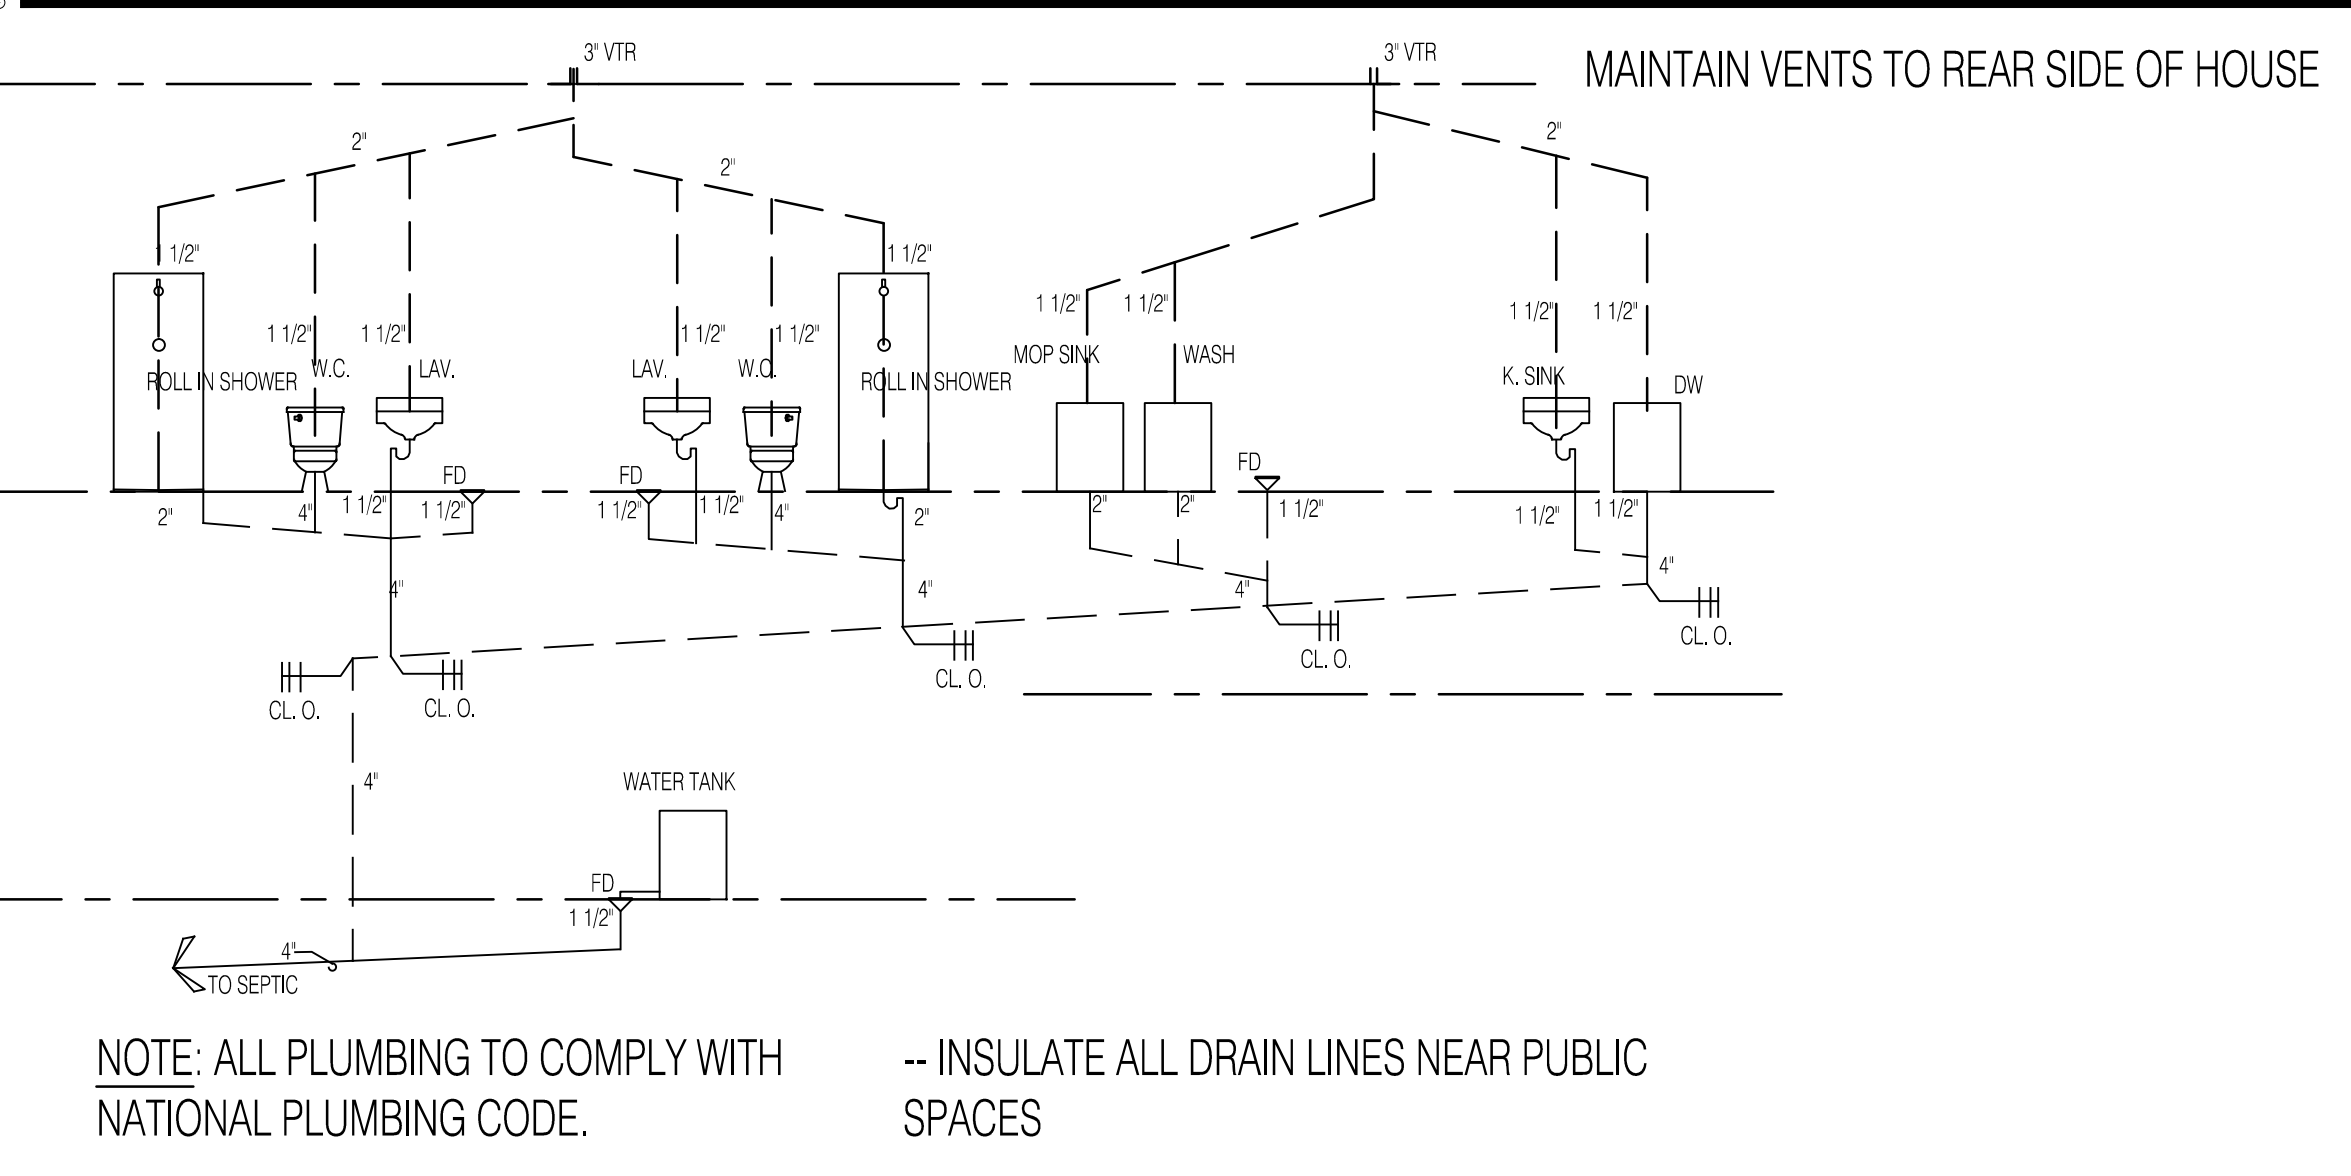 3" VTR
3" VTR
MAINTAIN VENTS TO REAR SIDE OF HOUSE
2"
2"
2"
1 1/2"
1 1/2"
1 1/2"
1 1/2"
1 1/2"
1 1/2"
1 1/2"
1 1/2"
1 1/2"
1 1/2"
MOP SINK
WASH
ROLL IN SHOWER
W.C.
LAV.
LAV.
W.C.
ROLL IN SHOWER
K. SINK
DW
FD
FD
FD
2"
4"
1 1/2"
1 1/2"
1 1/2"
1 1/2"
4"
2"
2"
2"
1 1/2"
1 1/2"
1 1/2"
4"
4"
4"
4"
CL. O.
CL. O.
CL. O.
CL. O.
CL. O.
4"
WATER TANK
FD
1 1/2"
4"
TO SEPTIC
NOTE: ALL PLUMBING TO COMPLY WITH
NATIONAL PLUMBING CODE.
-- INSULATE ALL DRAIN LINES NEAR PUBLIC
SPACES